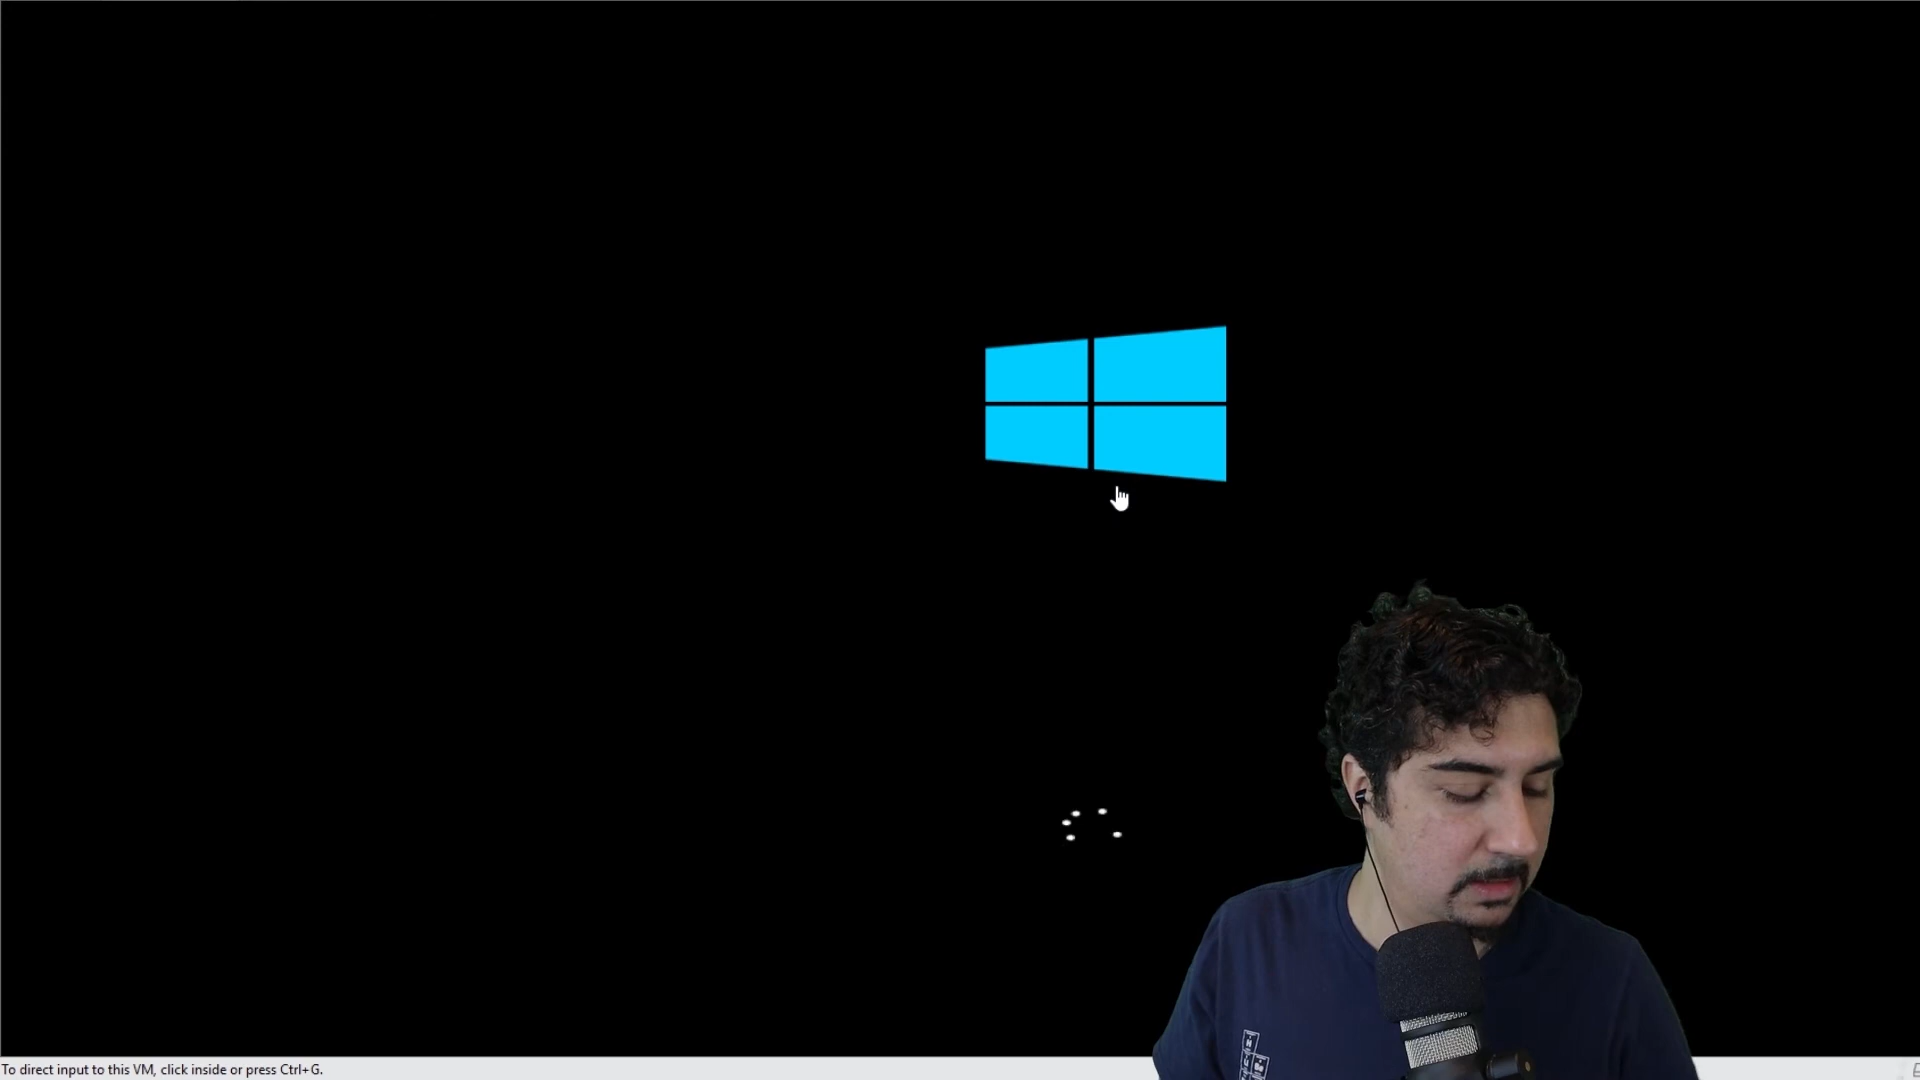 To direct input to this VM, click inside or press Ctrl+G.